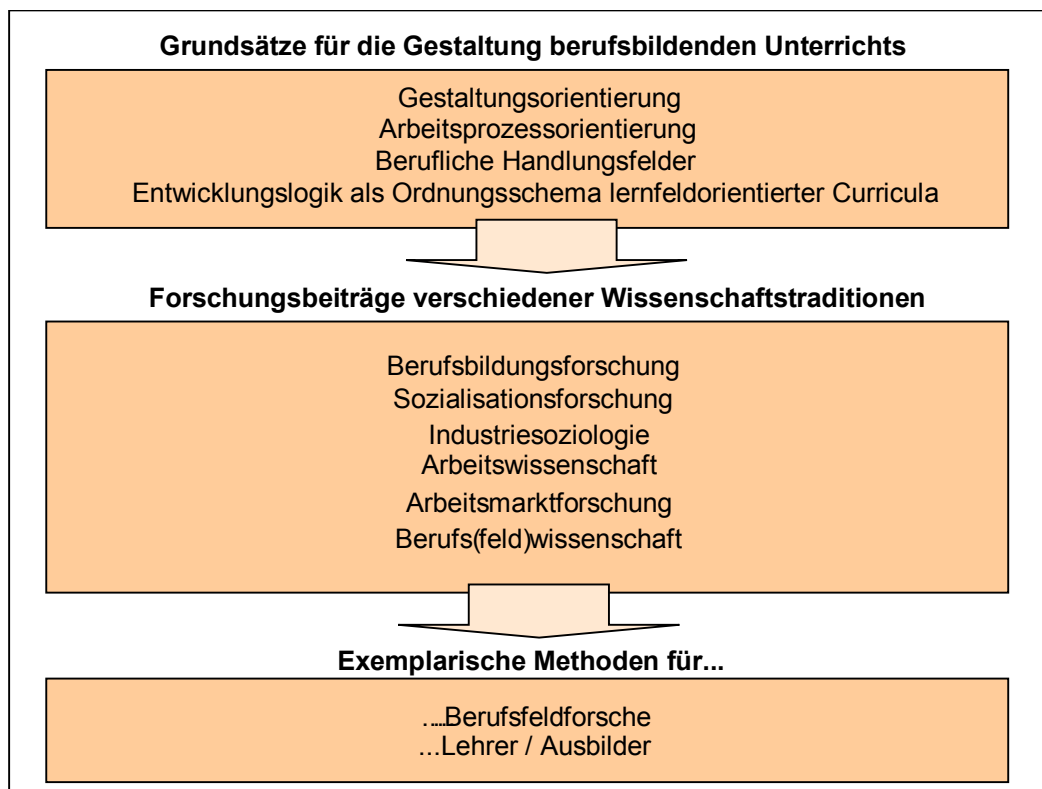 Grundsätze für die Gestaltung berufsbildenden Unterrichts
Gestaltungsorientierung
Arbeitsprozessorientierung
Berufliche Handlungsfelder
Entwicklungslogik als Ordnungsschema lernfeldorientierter Curricula
Forschungsbeiträge verschiedener Wissenschaftstraditionen
Berufsbildungsforschung
Sozialisationsforschung
Industriesoziologie
Arbeitswissenschaft
Arbeitsmarktforschung
Berufs(feld)wissenschaft
Exemplarische Methoden für...
.....Berufsfeldforsche
...Lehrer / Ausbilder